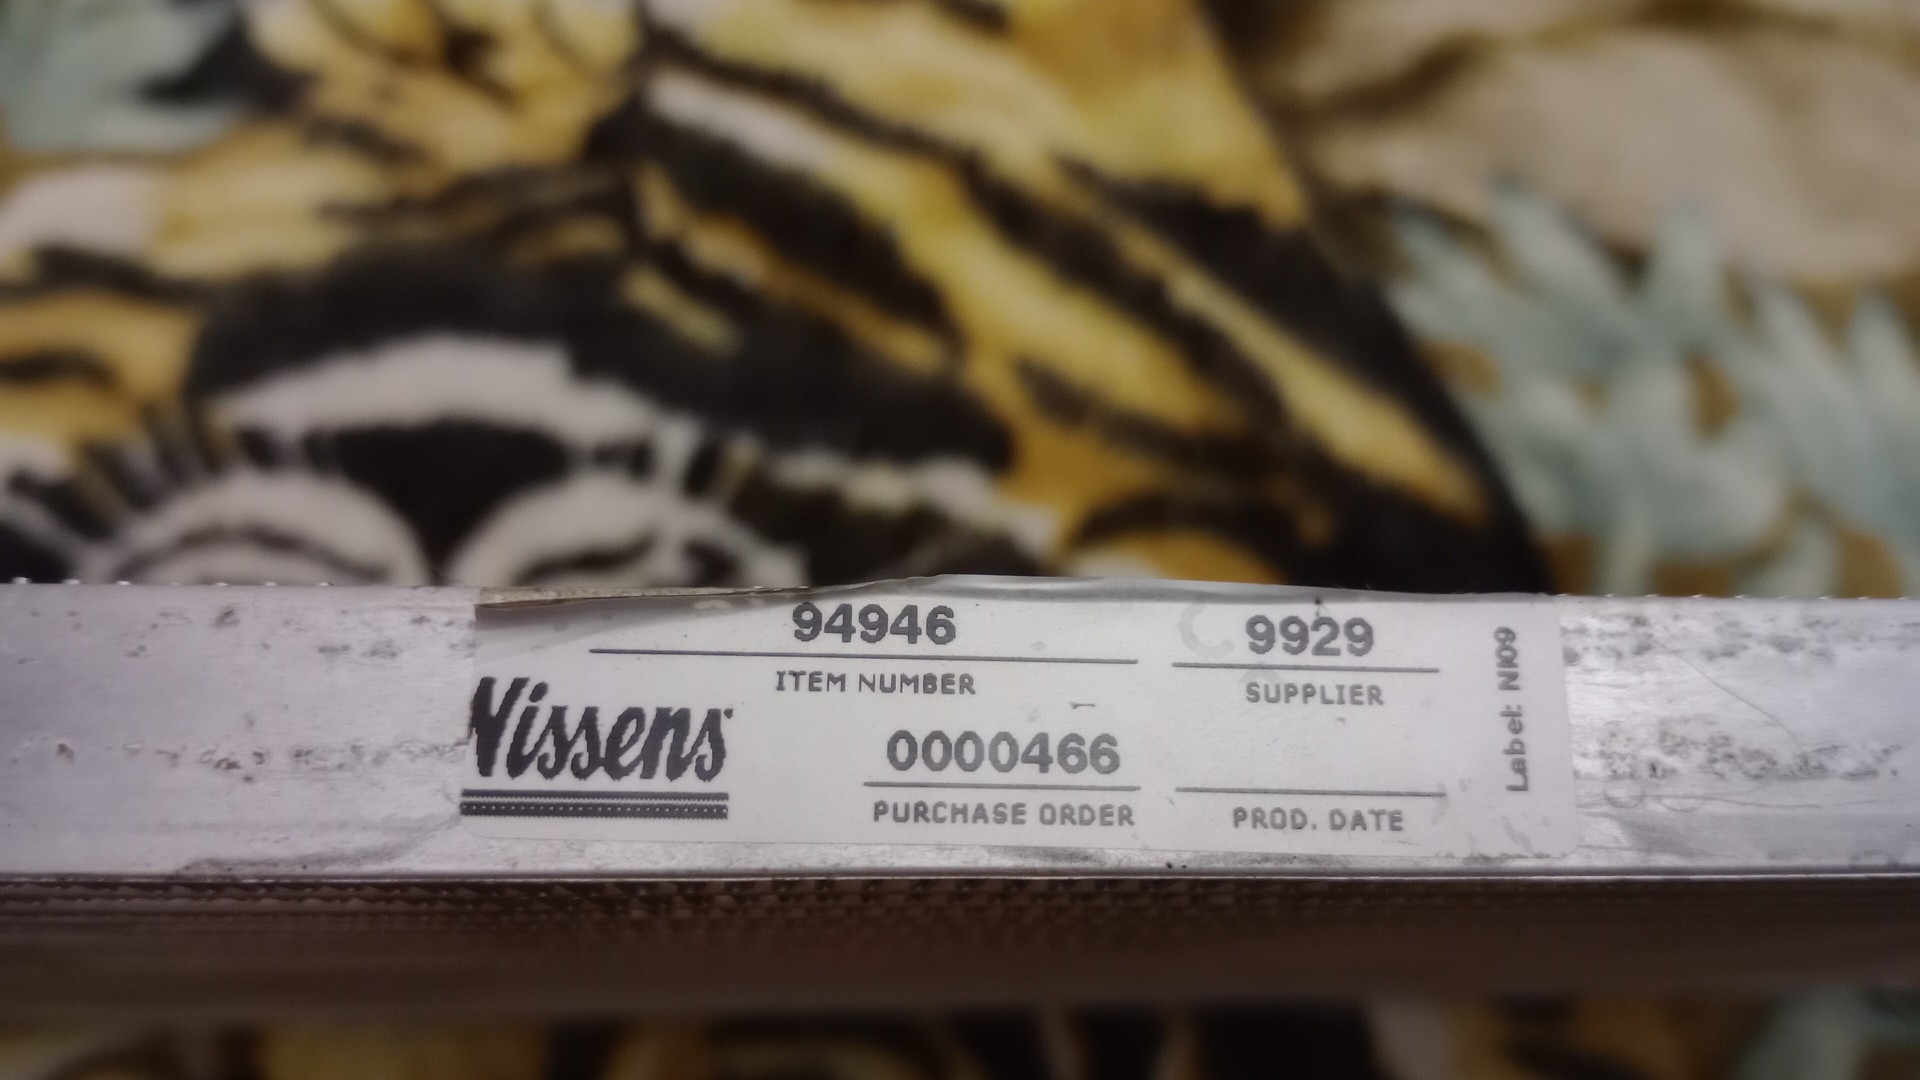 94946
ITEM NUMBER
9929
SUPPLIER
Nissens
0000466
PURCHASE ORDER
PROD. DATE
Label: NI09